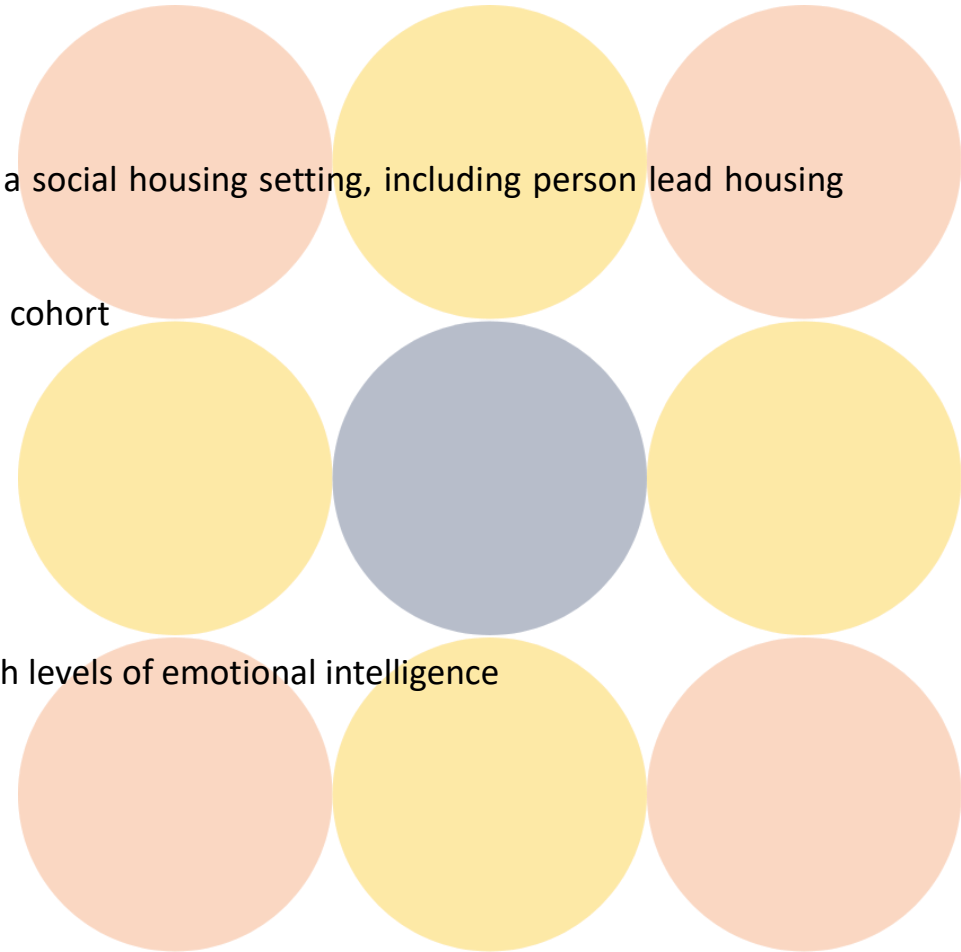 a social housing setting, including person lead housing
cohort
h levels of emotional intelligence